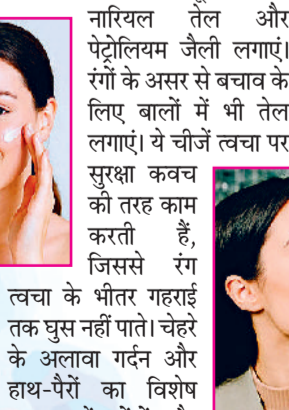 नारियल तेल और
पेट्रोलियम जैली लगाएं।
रंगों के असर से बचाव के
लिए बालों में भी तेल
लगाएं। ये चीजें त्वचा पर
सुरक्षा कवच
की तरह काम
करती हैं,
जिससे रंग
त्वचा के भीतर गहराई
तक घुस नहीं पाते। चेहरे
के अलावा गर्दन और
हाथ-पैरों का विशेष